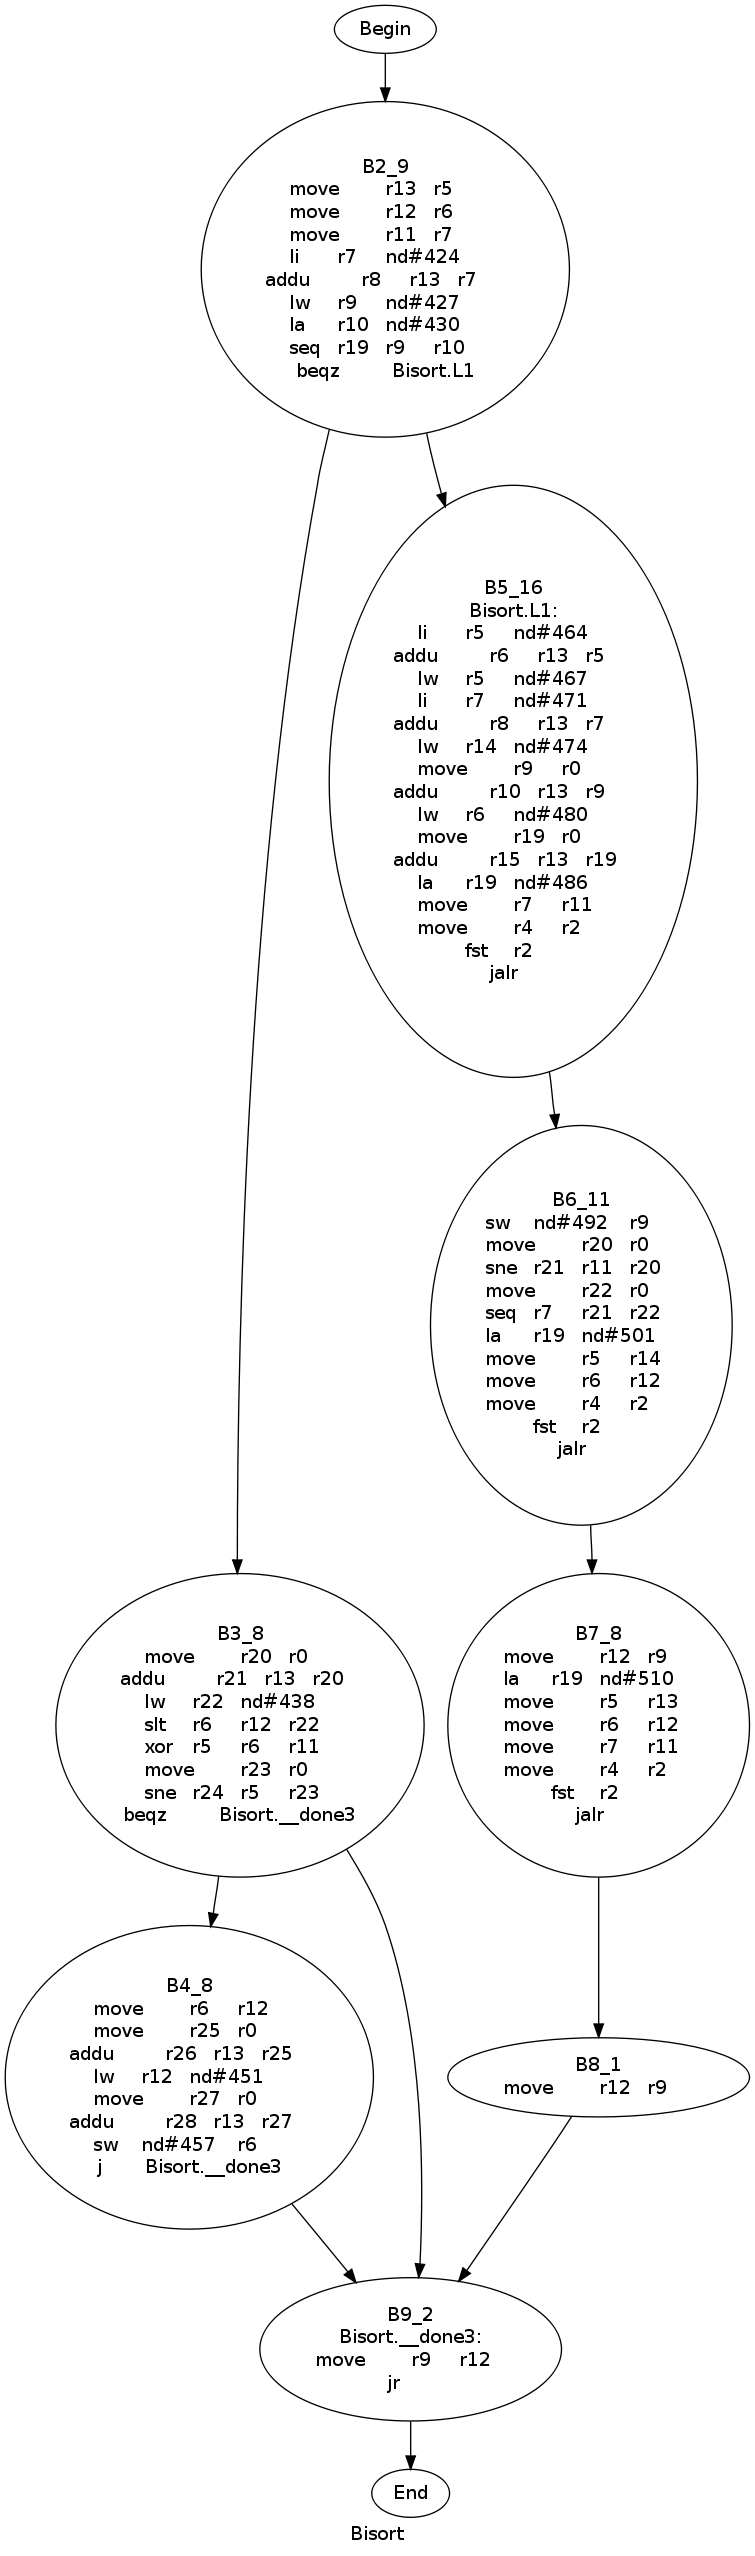 Begin
B2_9
move r13 r5
move r12 r6
move r11 r7
li r7 nd#424
addu r8 r13 r7
lw r9 nd#427
la r10 nd#430
seq r19 r9 r10
beqz Bisort.L1
B5_16
Bisort.L1:
li r5 nd#464
addu r6 r13 r5
lw r5 nd#467
li r7 nd#471
addu r8 r13 r7
lw r14 nd#474
move r9 r0
addu r10 r13 r9
lw r6 nd#480
move r19 r0
addu r15 r13 r19
la r19 nd#486
move r7 r11
move r4 r2
fst r2
jalr
B6_11
sw nd#492 r9
move r20 r0
sne r21 r11 r20
move r22 r0
seq r7 r21 r22
la r19 nd#501
move r5 r14
move r6 r12
move r4 r2
fst r2
jalr
B3_8
move r20 r0
addu r21 r13 r20
lw r22 nd#438
slt r6 r12 r22
xor r5 r6 r11
move r23 r0
sne r24 r5 r23
beqz Bisort.__done3
B7_8
move r12 r9
la r19 nd#510
move r5 r13
move r6 r12
move r7 r11
move r4 r2
fst r2
jalr
B4_8
move r6 r12
move r25 r0
addu r26 r13 r25
lw r12 nd#451
move r27 r0
addu r28 r13 r27
sw nd#457 r6
j Bisort.__done3
B8_1
move r12 r9
B9_2
Bisort.__done3:
move r9 r12
jr
End
Bisort